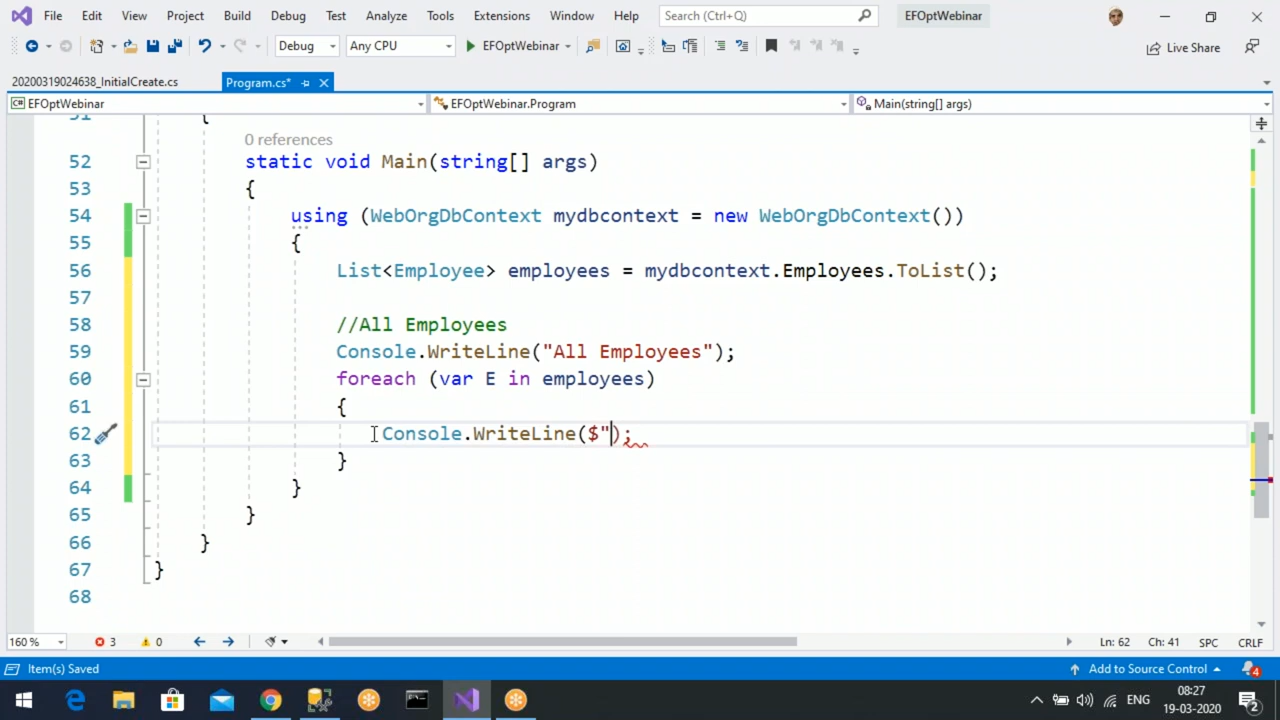 File Edit View Project Build Debug Test Analyze Tools Extensions Window Help Search (Ctrl+Q) EFOptWebinar
Debug Any CPU EFOptWebinar Live Share
20200319024638_InitialCreate.cs Program.cs*
EFOptWebinar EFOptWebinar.Program Main(string[] args)
51 {
0 references
52 static void Main(string[] args)
53 {
54 using (WebOrgDbContext mydbcontext = new WebOrgDbContext())
55 {
56 List<Employee> employees = mydbcontext.Employees.ToList();
57
58 //All Employees
59 Console.WriteLine("All Employees");
60 foreach (var E in employees)
61 {
62 Console.WriteLine($");
63 }
64 }
65 }
66 }
67 }
68
160 % 3 0 Ln: 62 Ch: 41 SPC CRLF
Item(s) Saved Add to Source Control 4
ENG 08:27
19-03-2020 2